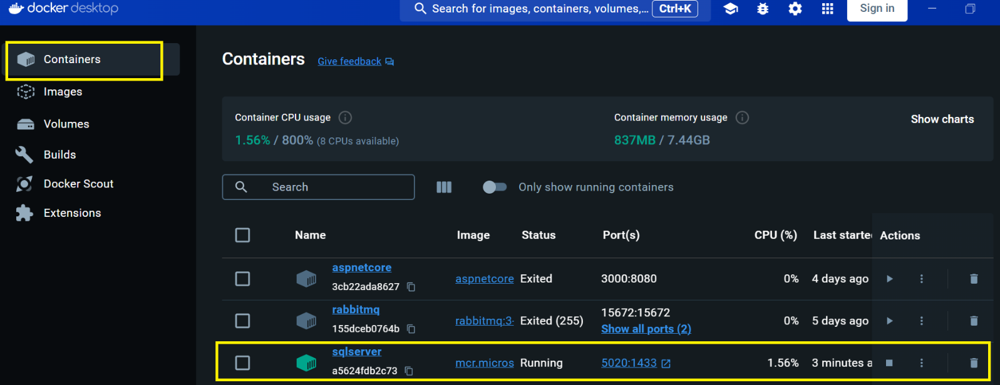 docker desktop
Search for images, containers, volumes,... Ctrl+K
Sign in
Containers
Images
Volumes
Builds
Docker Scout
Extensions
Containers Give feedback
Container CPU usage
1.56% / 800% (8 CPUs available)
Container memory usage
837MB / 7.44GB
Show charts
Search
Only show running containers
Name Image Status Port(s) CPU (%) Last starte Actions
aspnetcore
3cb22ada8627
aspnetcore Exited 3000:8080 0% 4 days ago
rabbitmq
155dceb0764b
rabbitmq:3- Exited (255) 15672:15672
Show all ports (2)
0% 5 days ago
sqlserver
a5624fdb2c73
mcr.micros Running 5020:1433 1.56% 3 minutes a